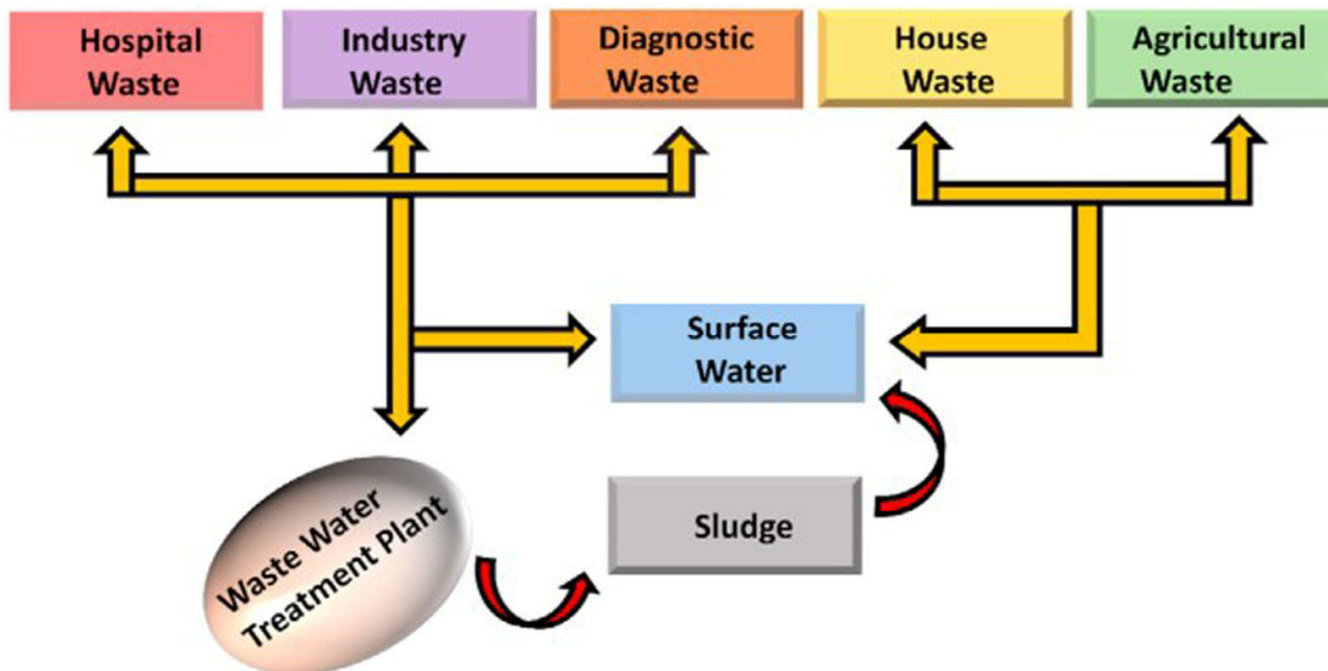 Hospital
Waste
Industry
Waste
Diagnostic
Waste
House
Waste
Agricultural
Waste
Surface
Water
Waste Water
Treatment Plant
Sludge